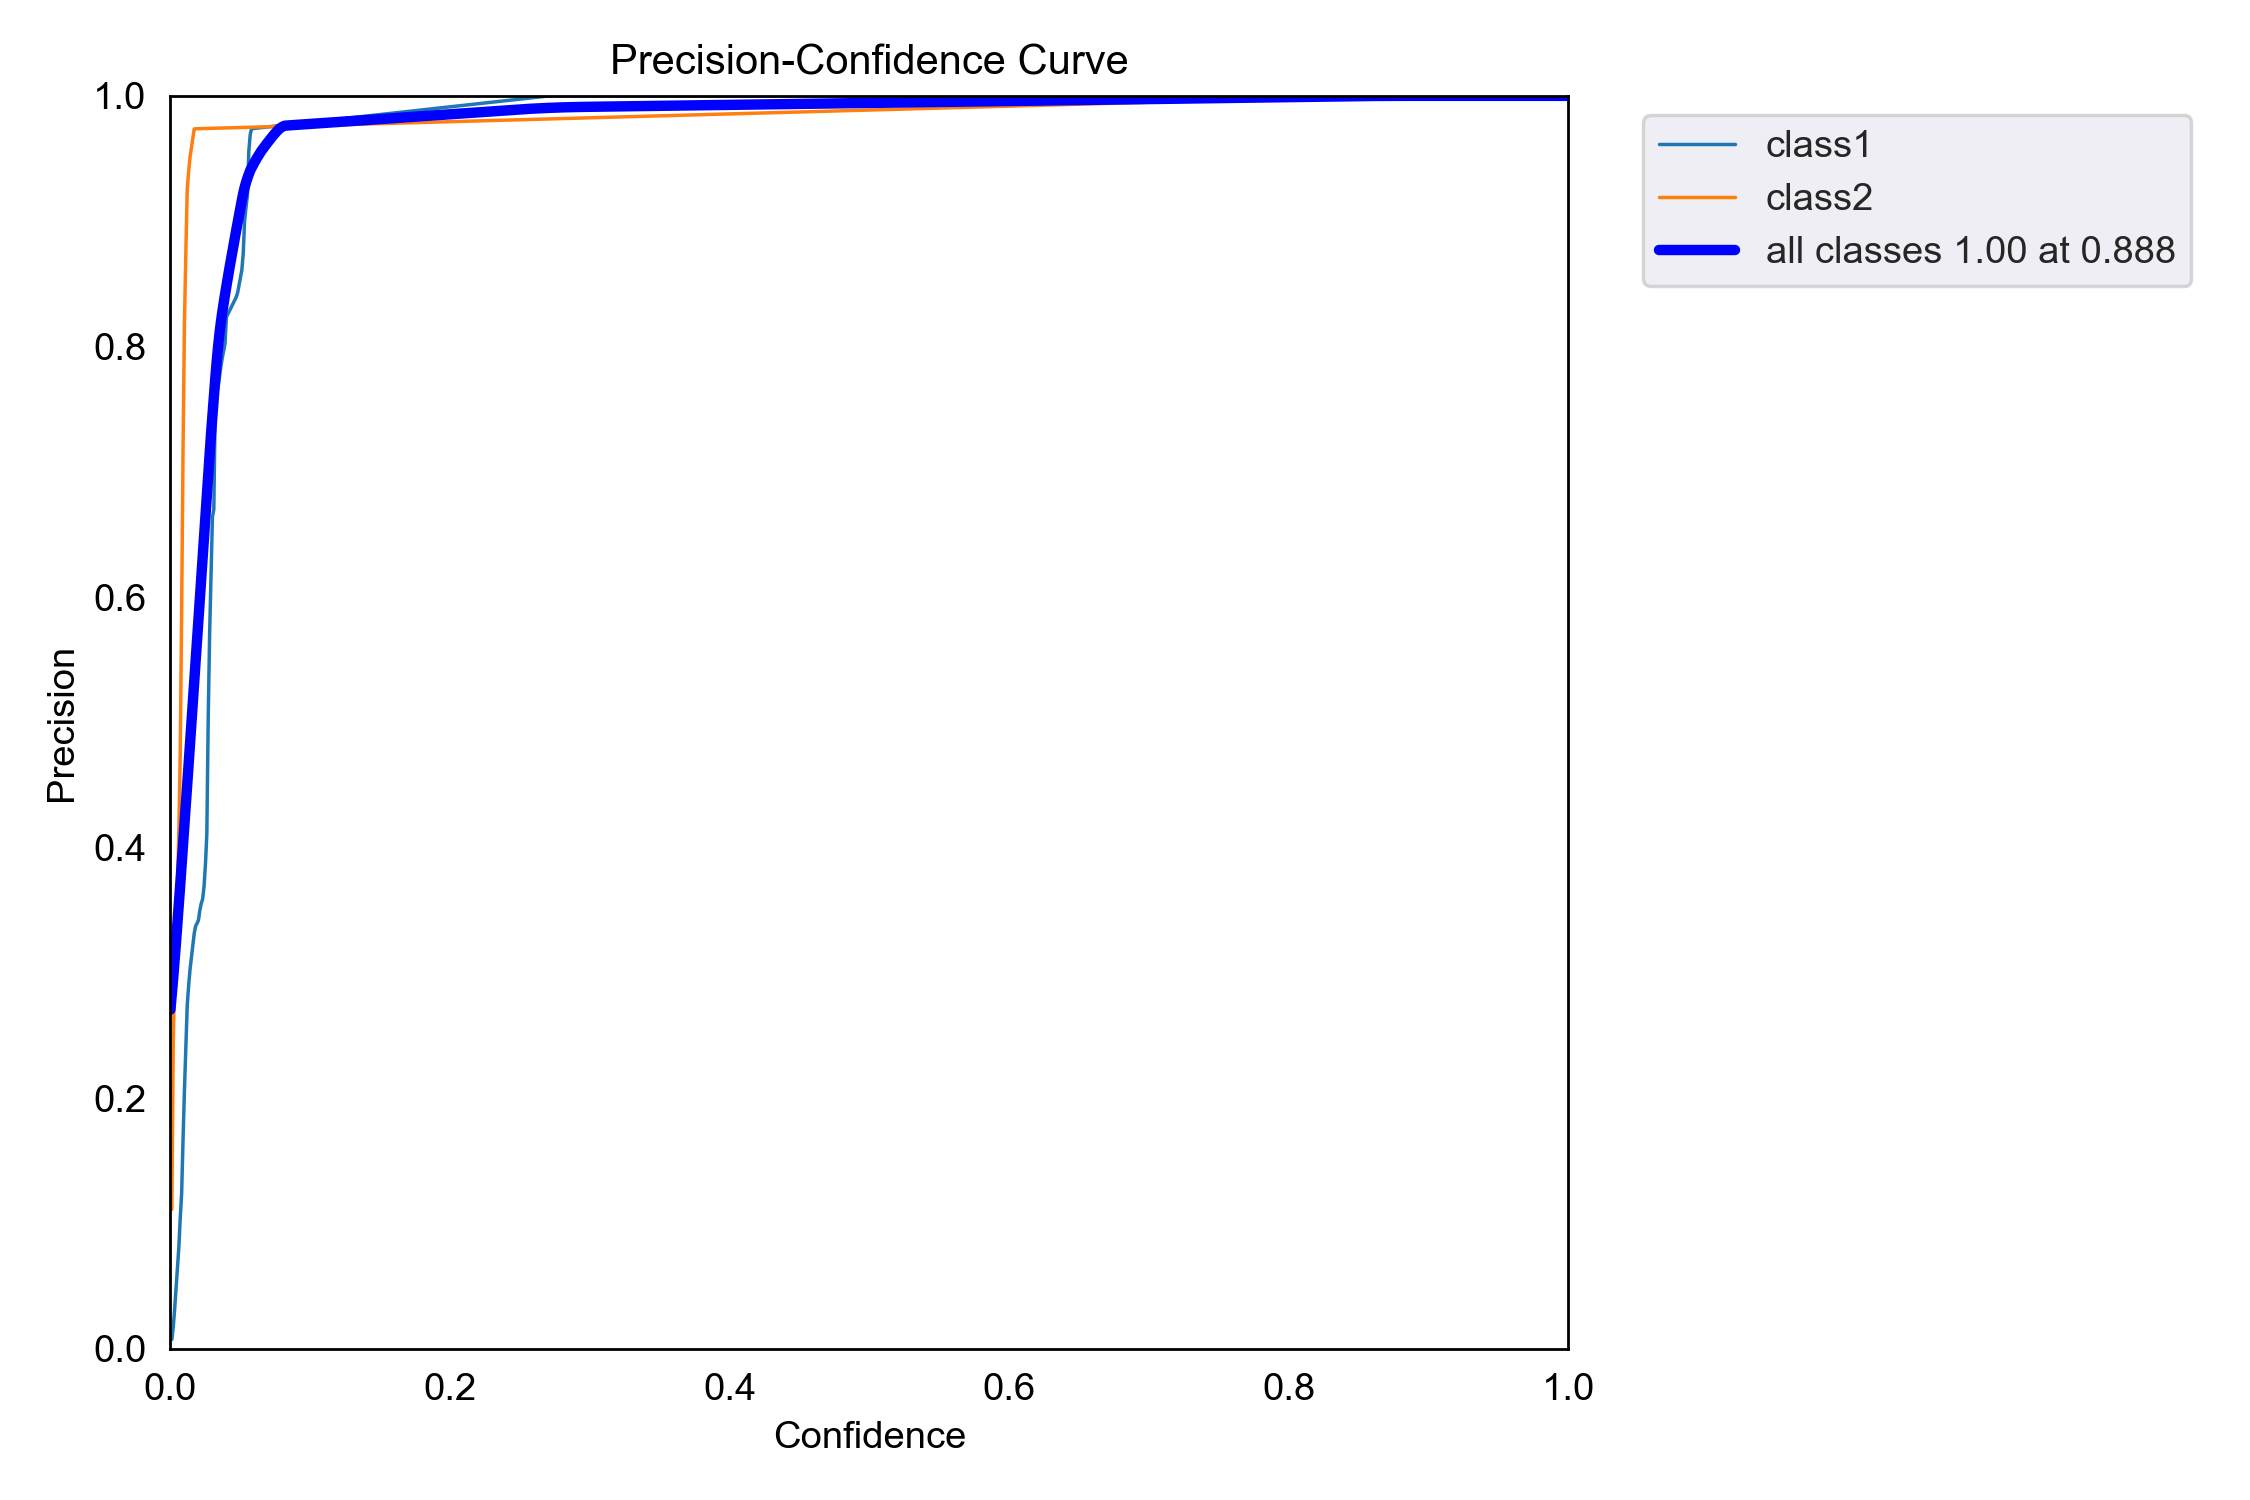 Precision-Confidence Curve
1.0
0.8
0.6
0.4
0.2
0.0
Precision
0.0 0.2 0.4 0.6 0.8 1.0
Confidence
class1
class2
all classes 1.00 at 0.888